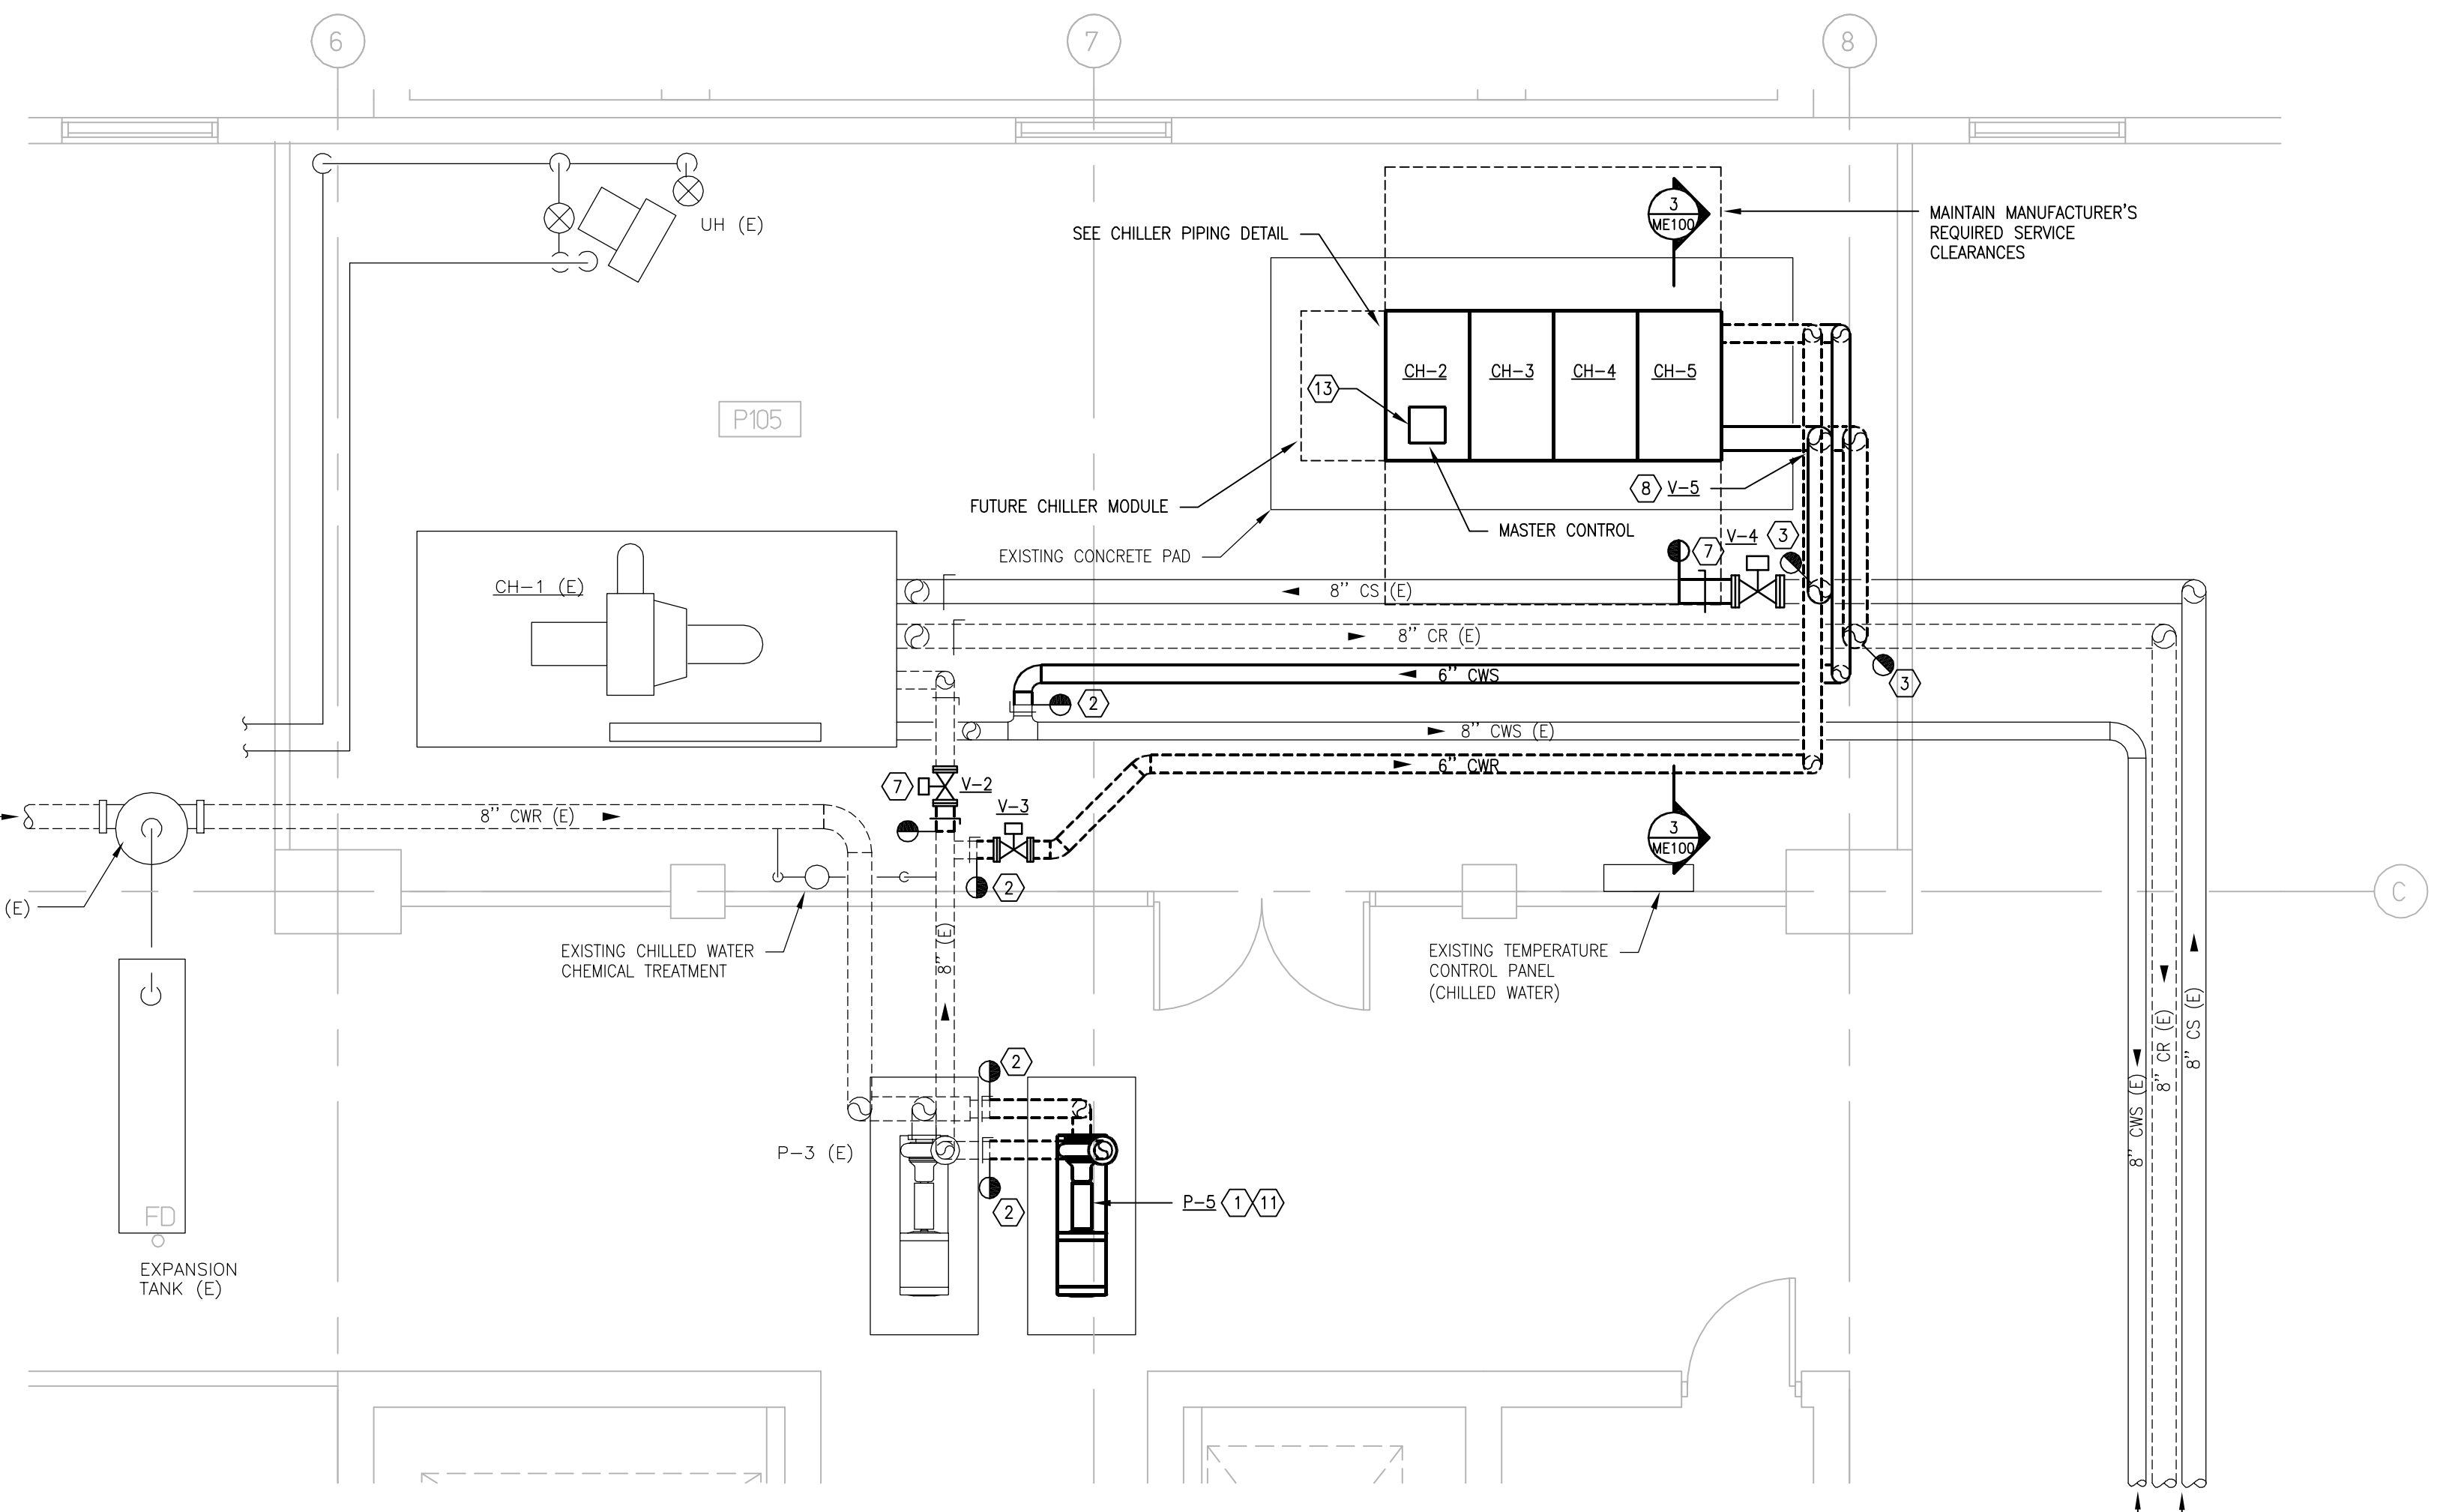 6
7
8
UH (E)
3
ME100
MAINTAIN MANUFACTURER'S
REQUIRED SERVICE
CLEARANCES
SEE CHILLER PIPING DETAIL
CH-2
CH-3
CH-4
CH-5
13
P105
8
V-5
FUTURE CHILLER MODULE
MASTER CONTROL
EXISTING CONCRETE PAD
7
V-4
3
CH-1 (E)
8'' CS (E)
8'' CR (E)
3
6'' CWS
2
8'' CWS (E)
6'' CWR
7
V-2
V-3
8'' CWR (E)
3
ME100
2
(E)
C
EXISTING CHILLED WATER
CHEMICAL TREATMENT
8'' (E)
EXISTING TEMPERATURE
CONTROL PANEL
(CHILLED WATER)
8'' CWS (E)
8'' CR (E)
8'' CS (E)
2
P-3 (E)
2
P-5
1
11
FD
EXPANSION
TANK (E)